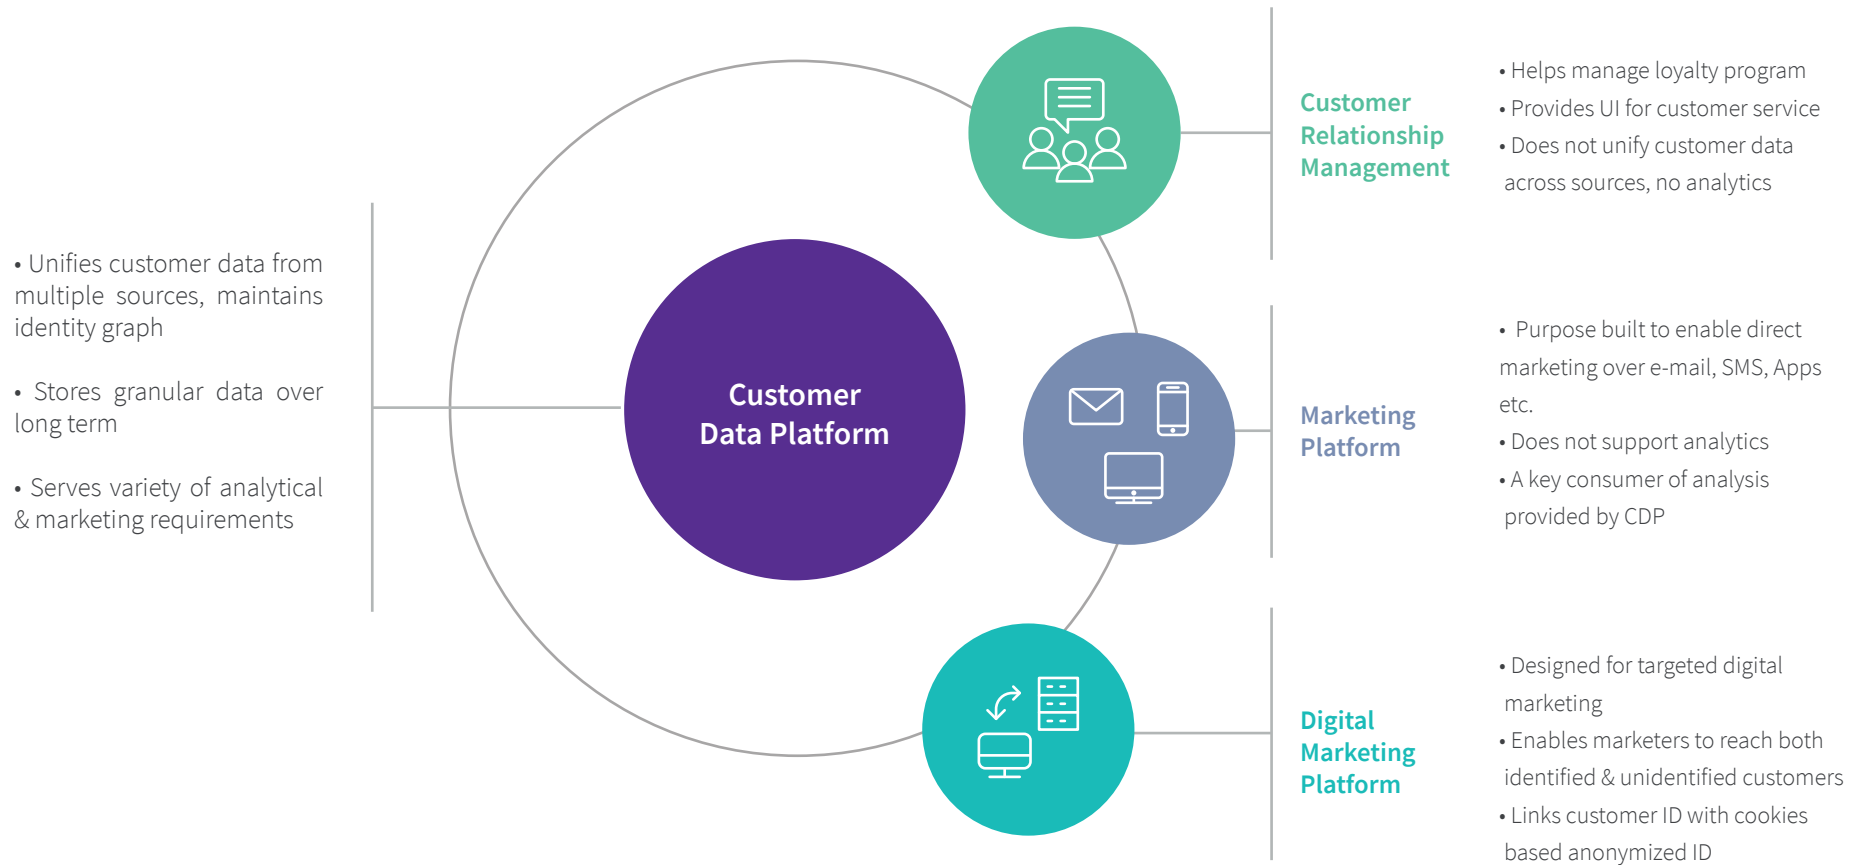 • Unifies customer data from
multiple sources, maintains
identity graph
• Stores granular data over
long term
• Serves variety of analytical
& marketing requirements
Customer
Data Platform
Customer
Relationship
Management
• Helps manage loyalty program
• Provides UI for customer service
• Does not unify customer data
across sources, no analytics
Marketing
Platform
• Purpose built to enable direct
marketing over e-mail, SMS, Apps
etc.
• Does not support analytics
• A key consumer of analysis
provided by CDP
Digital
Marketing
Platform
• Designed for targeted digital
marketing
• Enables marketers to reach both
identified & unidentified customers
• Links customer ID with cookies
based anonymized ID